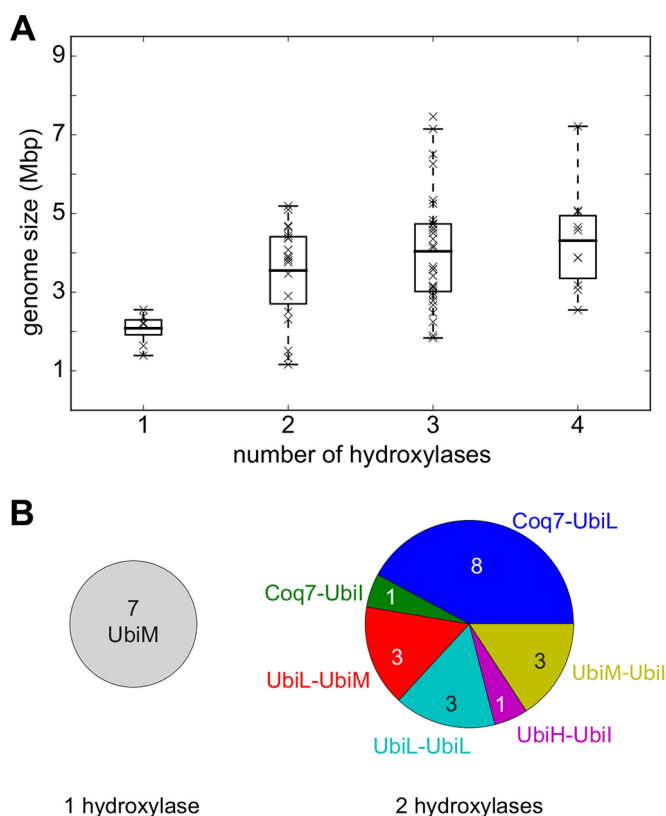 A
genome size (Mbp)
9
7
5
3
1
1 2 3 4
number of hydroxylases
B
7
UbiM
1 hydroxylase
Coq7-UbiL
8
Coq7-UbiI
1
UbiL-UbiM
3
UbiL-UbiL
3
UbiH-UbiI
1
UbiM-UbiI
3
2 hydroxylases